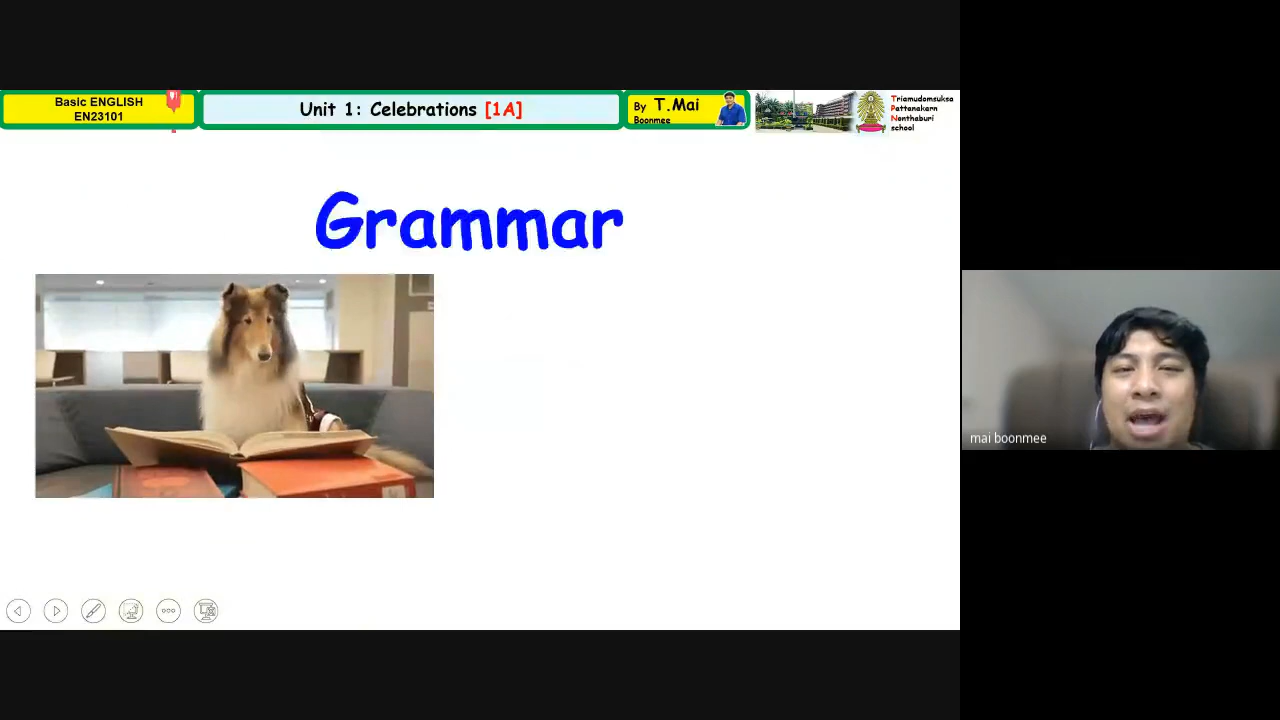 Basic ENGLISH
EN23101
Unit 1: Celebrations [1A]
By T.Mai
Boonmee
Triamudomsuksa
Pattanakarn
Nonthaburi
school
Grammar
mai boonmee